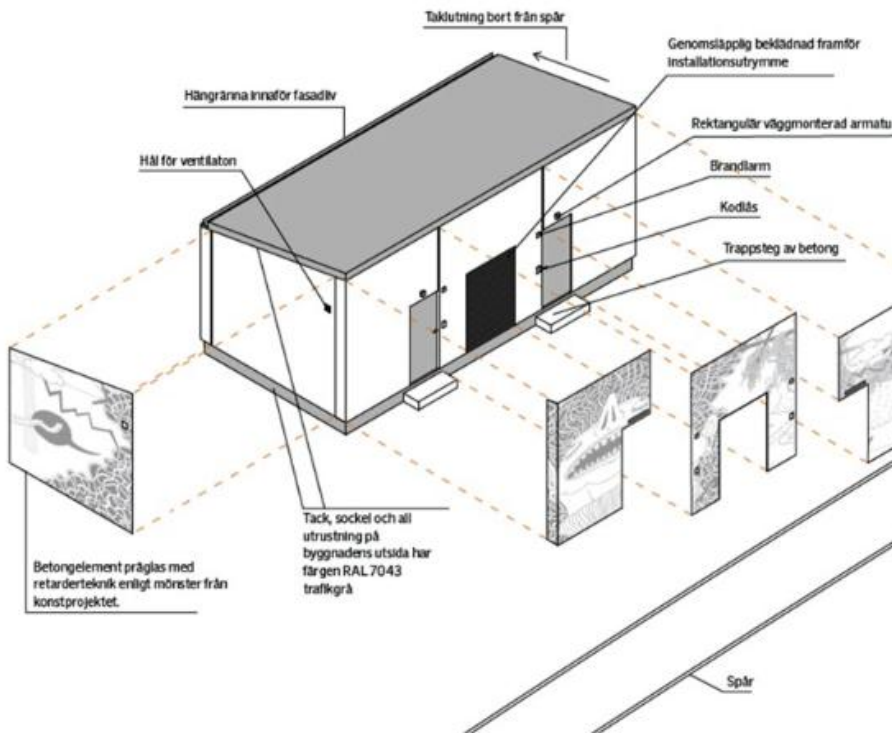 Taklutning bort från spår
Genomsläpplig beklädnad framför
installationsutrymme
Hängränna innaför fasadliv
Rektangulär väggmonterad armatu
Hål för ventilaton
Brandlarm
Kodlås
Trappsteg av betong
Tack, sockel och all
utrustning på
byggnadens utsida har
färgen RAL 7043
trafikgrå
Betongelement präglas med
retarderteknik enligt mönster från
konstprojektet.
Spår